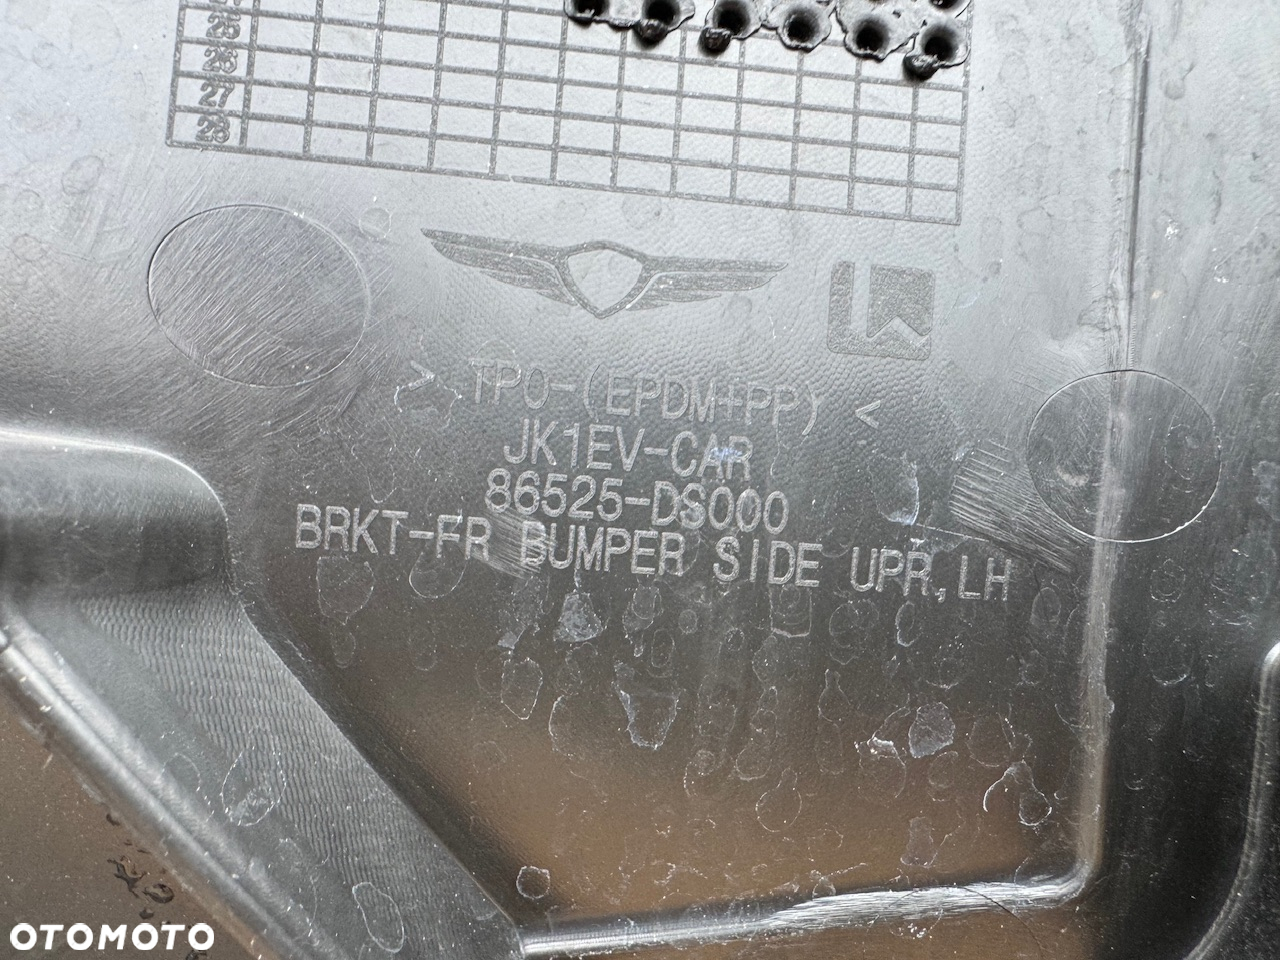 25
26
27
28
> TPO-(EPDM+PP) <
JK1EV-CAR
86525-DS000
BRKT-FR BUMPER SIDE UPR,LH
OTOMOTO